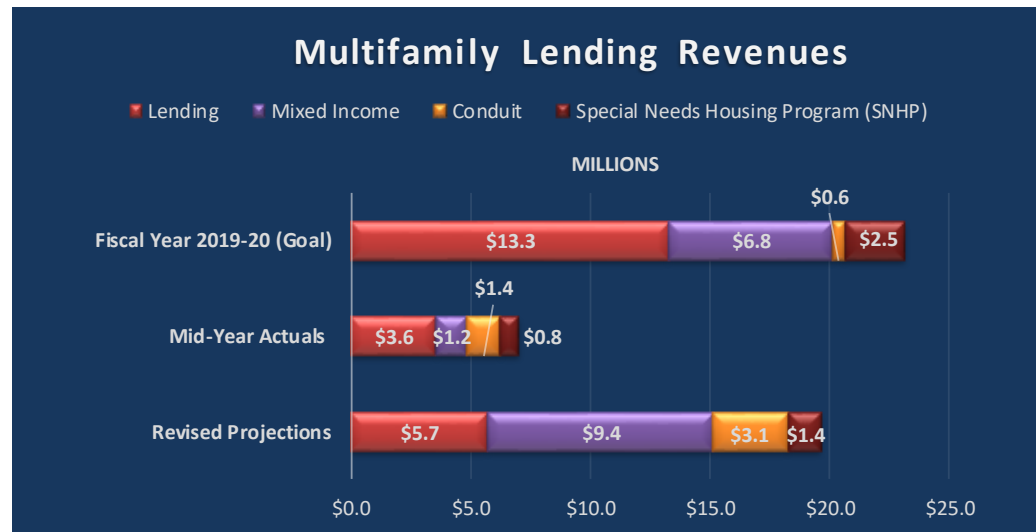 Multifamily Lending Revenues
Lending Mixed Income Conduit Special Needs Housing Program (SNHP)
MILLIONS
$0.6
Fiscal Year 2019-20 (Goal) $13.3 $6.8 $2.5
$1.4
Mid-Year Actuals $3.6 $1.2 $0.8
Revised Projections $5.7 $9.4 $3.1 $1.4
$0.0 $5.0 $10.0 $15.0 $20.0 $25.0